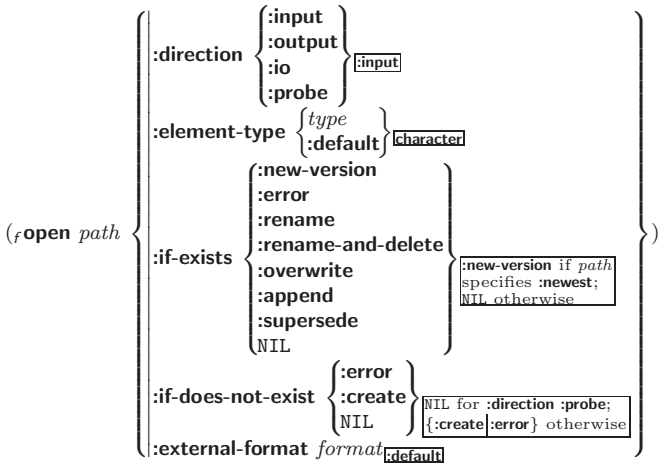 :input
:output
:direction
:io
:input
:probe
:element-type
type
:default
character
:new-version
:error
:rename
:rename-and-delete
(f open path )
:if-exists
:overwrite
:new-version if path
:append
specifies :newest;
:supersede
NIL otherwise
NIL
:error
:if-does-not-exist
:create
NIL
NIL for :direction :probe;
{:create|:error} otherwise
:external-format format :default